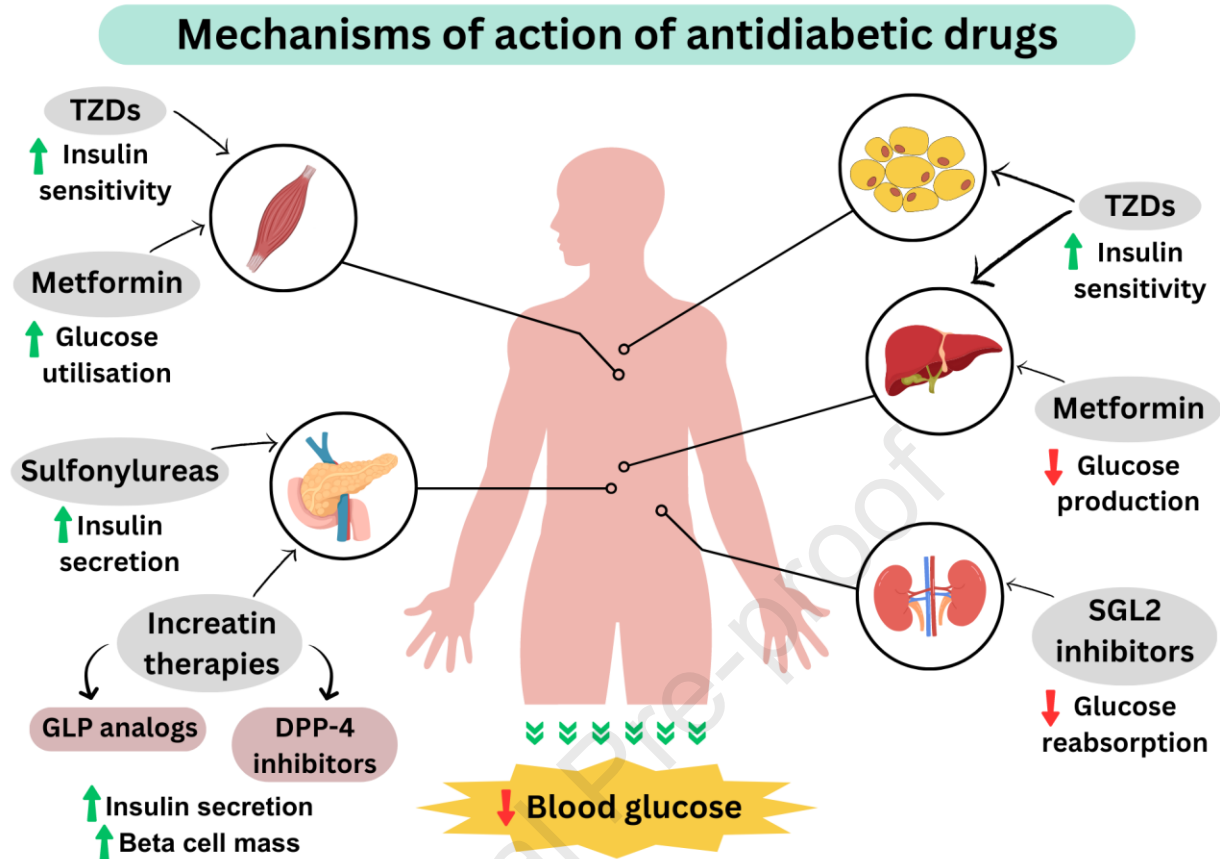 Mechanisms of action of antidiabetic drugs
TZDs
Insulin
sensitivity
Metformin
Glucose
utilisation
Sulfonylureas
Insulin
secretion
Increatin
therapies
GLP analogs
DPP-4
inhibitors
Insulin secretion
Beta cell mass
TZDs
Insulin
sensitivity
Metformin
Glucose
production
SGL2
inhibitors
Glucose
reabsorption
Blood glucose
Pre-proof